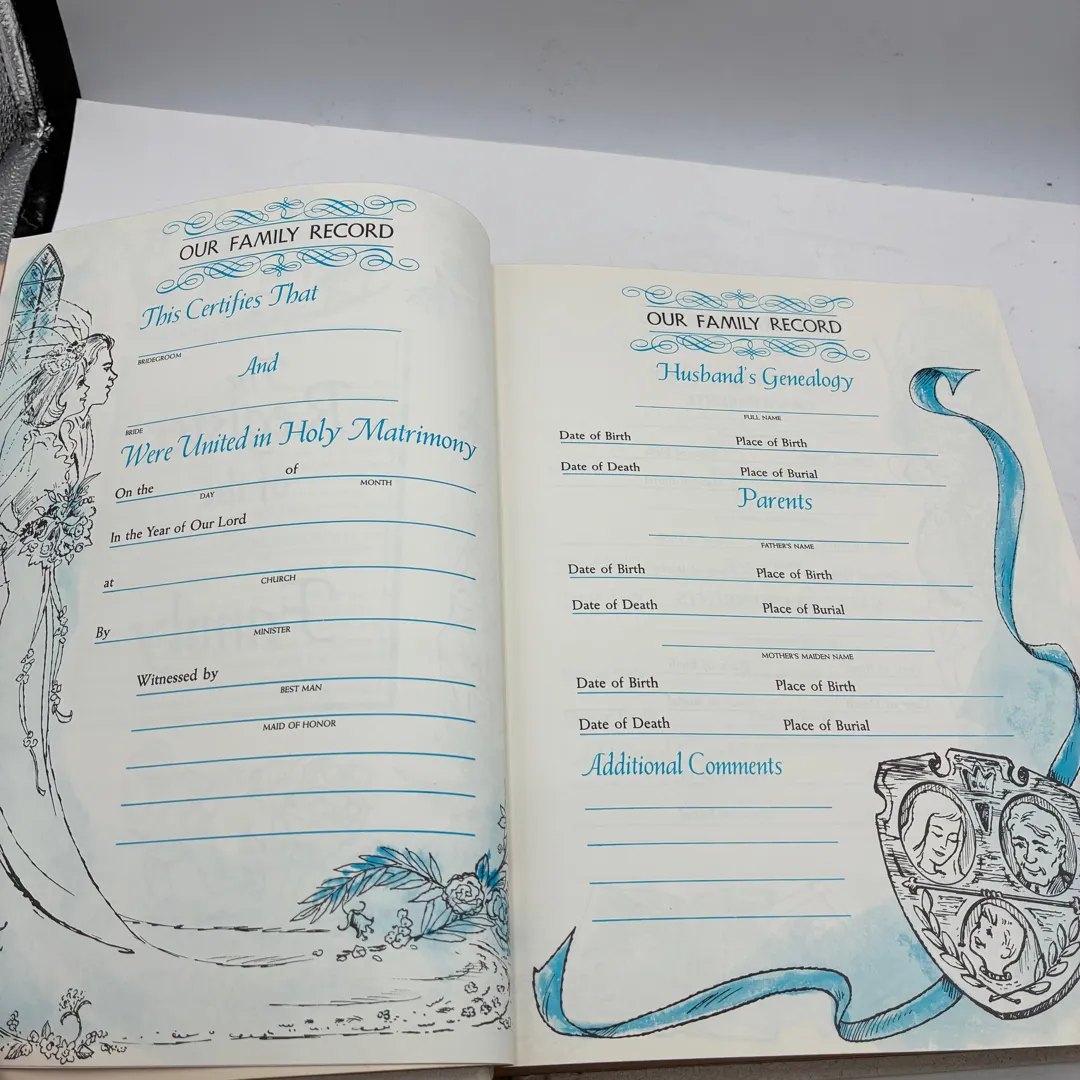 OUR FAMILY RECORD
This Certifies That
BRIDEGROOM
And
BRIDE
Were United in Holy Matrimony
On the of
DAY MONTH
In the Year of Our Lord
at
CHURCH
By
MINISTER
Witnessed by
BEST MAN
MAID OF HONOR
OUR FAMILY RECORD
Husband's Genealogy
FULL NAME
Date of Birth Place of Birth
Date of Death Place of Burial
Parents
FATHER'S NAME
Date of Birth Place of Birth
Date of Death Place of Burial
MOTHER'S MAIDEN NAME
Date of Birth Place of Birth
Date of Death Place of Burial
Additional Comments